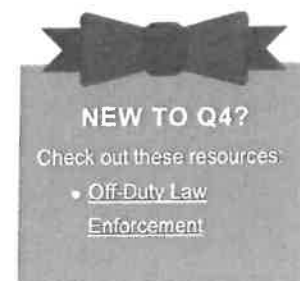 NEW TO Q4?
Check out these resources:
• Off-Duty Law
Enforcement